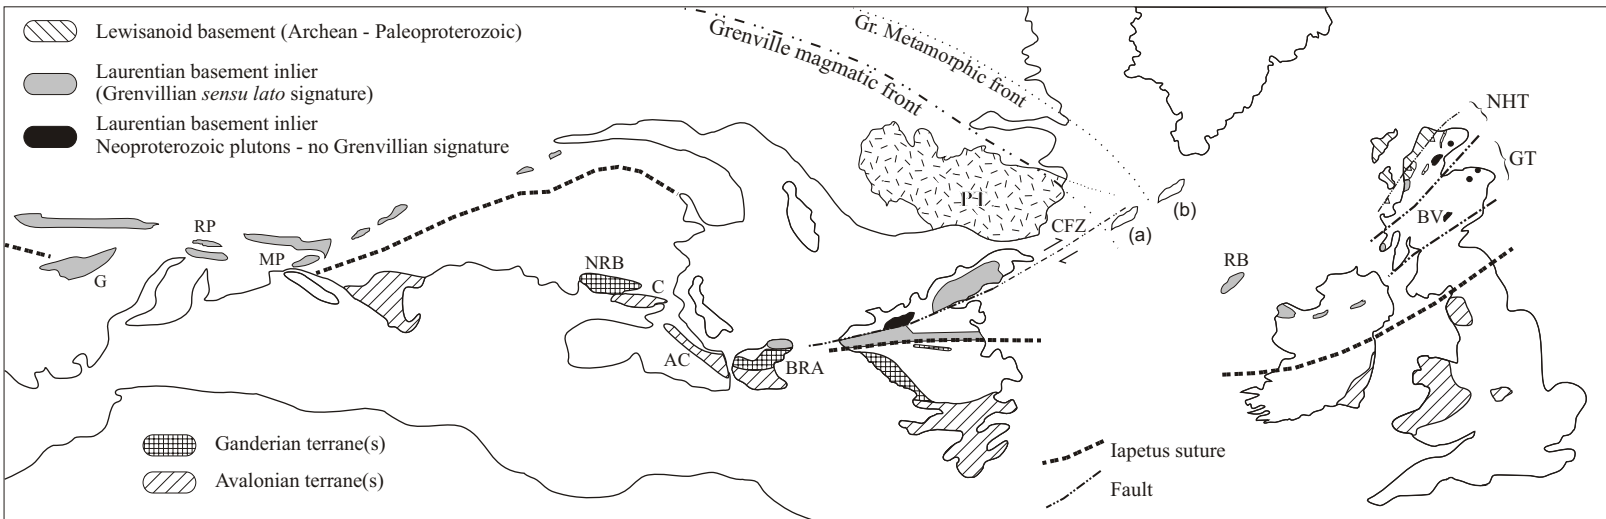 Lewisanoid basement (Archean - Paleoproterozoic)
Laurentian basement inlier
(Grenvillian sensu lato signature)
Laurentian basement inlier
Neoproterozoic plutons - no Grenvillian signature
Gr. Metamorphic front
Grenville magmatic
front
NHT
GT
PT
CFZ
(b)
(a)
BV
RP
MP
G
NRB
C
RB
AC
BRA
Ganderian terrane(s)
Avalonian terrane(s)
Iapetus suture
Fault